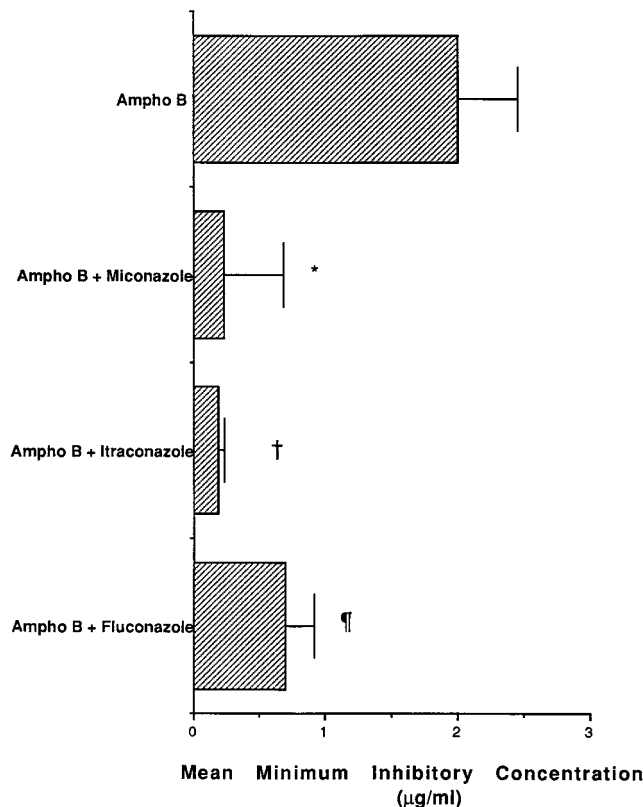 Ampho B
Ampho B + Miconazole
*
Ampho B + Itraconazole
†
Ampho B + Fluconazole
¶
0 1 2 3
Mean Minimum Inhibitory Concentration
(μg/ml)